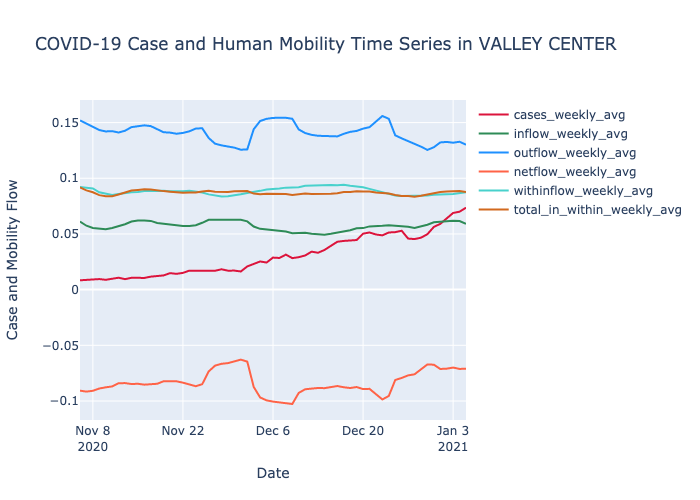 COVID-19 Case and Human Mobility Time Series in VALLEY CENTER
cases_weekly_avg
inflow_weekly_avg
outflow_weekly_avg
netflow_weekly_avg
withinflow_weekly_avg
total_in_within_weekly_avg
Case and Mobility Flow
0.15
0.1
0.05
0
−0.05
−0.1
Nov 8
2020
Nov 22
Dec 6
Dec 20
Jan 3
2021
Date